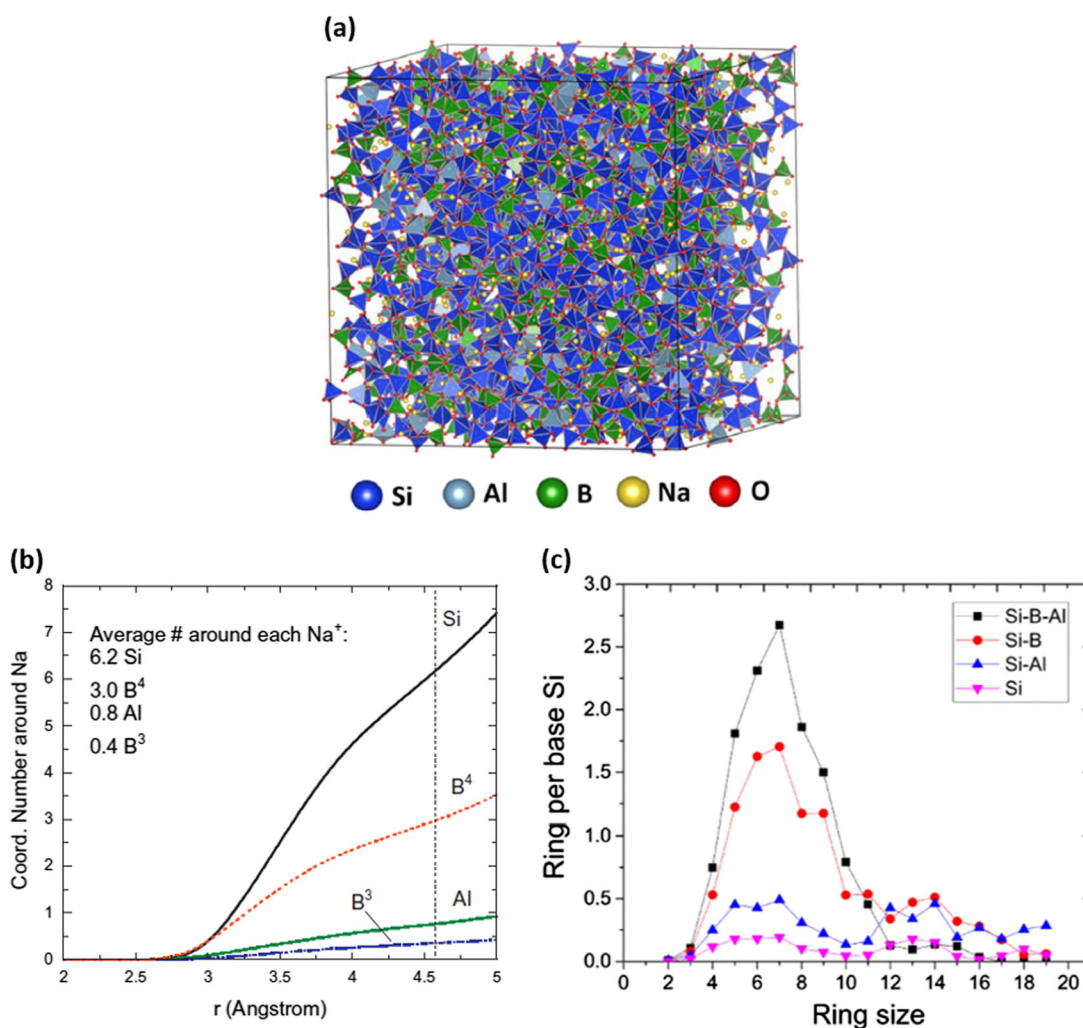 (a)
Si Al B Na O
(b)
8
7
6
5
4
3
2
1
0
Coord. Number around Na
Average # around each Na⁺:
6.2 Si
3.0 B⁴
0.8 Al
0.4 B³
Si
B⁴
B³
Al
2 2.5 3 3.5 4 4.5 5
r (Angstrom)
(c)
3.0
2.5
2.0
1.5
1.0
0.5
0.0
Ring per base Si
Si-B-Al
Si-B
Si-Al
Si
0 2 4 6 8 10 12 14 16 18 20
Ring size